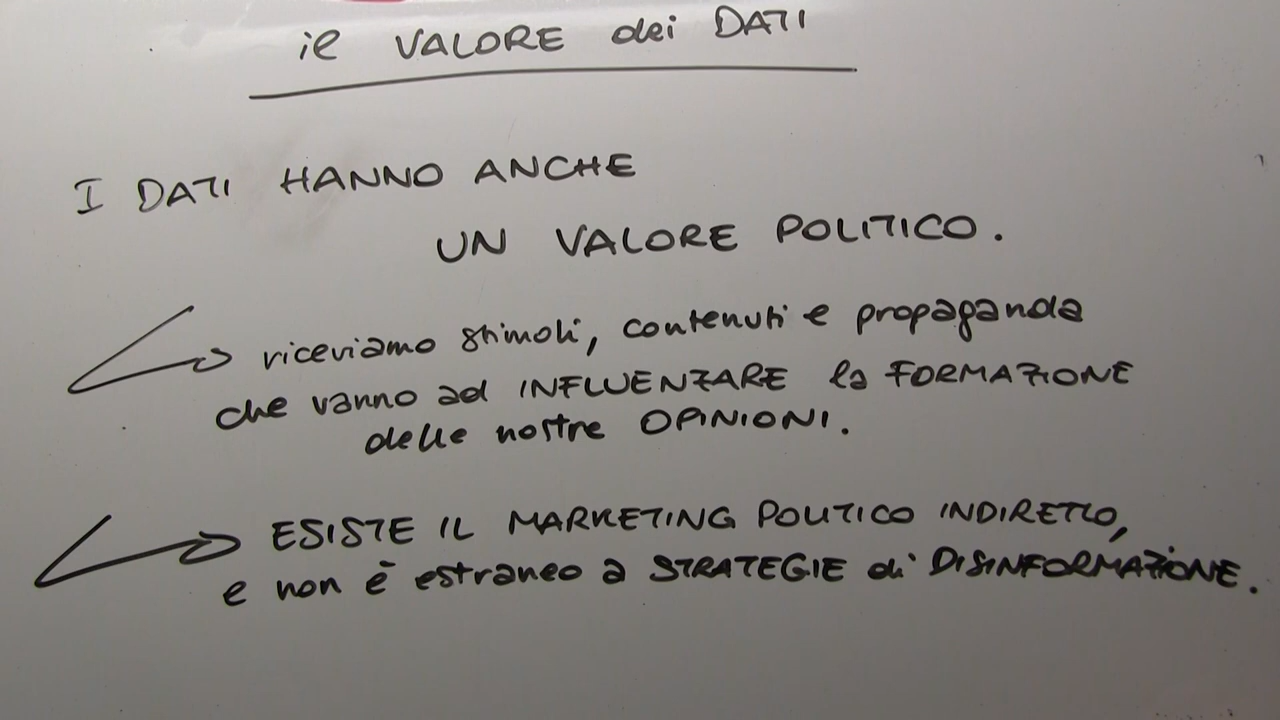 il VALORE dei DATI
I DATI HANNO ANCHE
UN VALORE POLITICO.
riceviamo stimoli, contenuti e propaganda
che vanno ad INFLUENZARE la FORMAZIONE
delle nostre OPINIONI.
ESISTE IL MARKETING POLITICO INDIRETTO,
e non è estraneo a STRATEGIE di DISINFORMAZIONE.